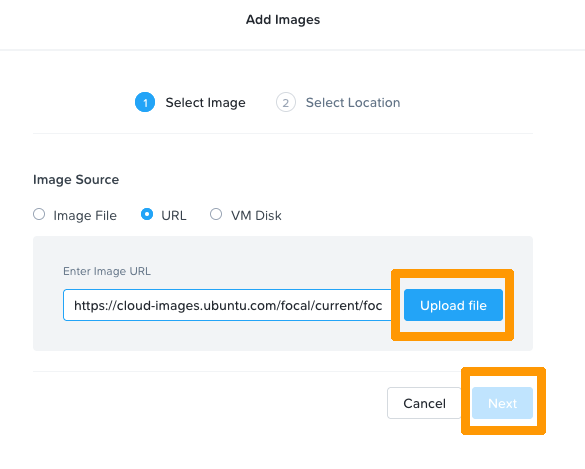 Add Images
1 Select Image 2 Select Location
Image Source
Image File URL VM Disk
Enter Image URL
https://cloud-images.ubuntu.com/focal/current/foc Upload file
Cancel Next